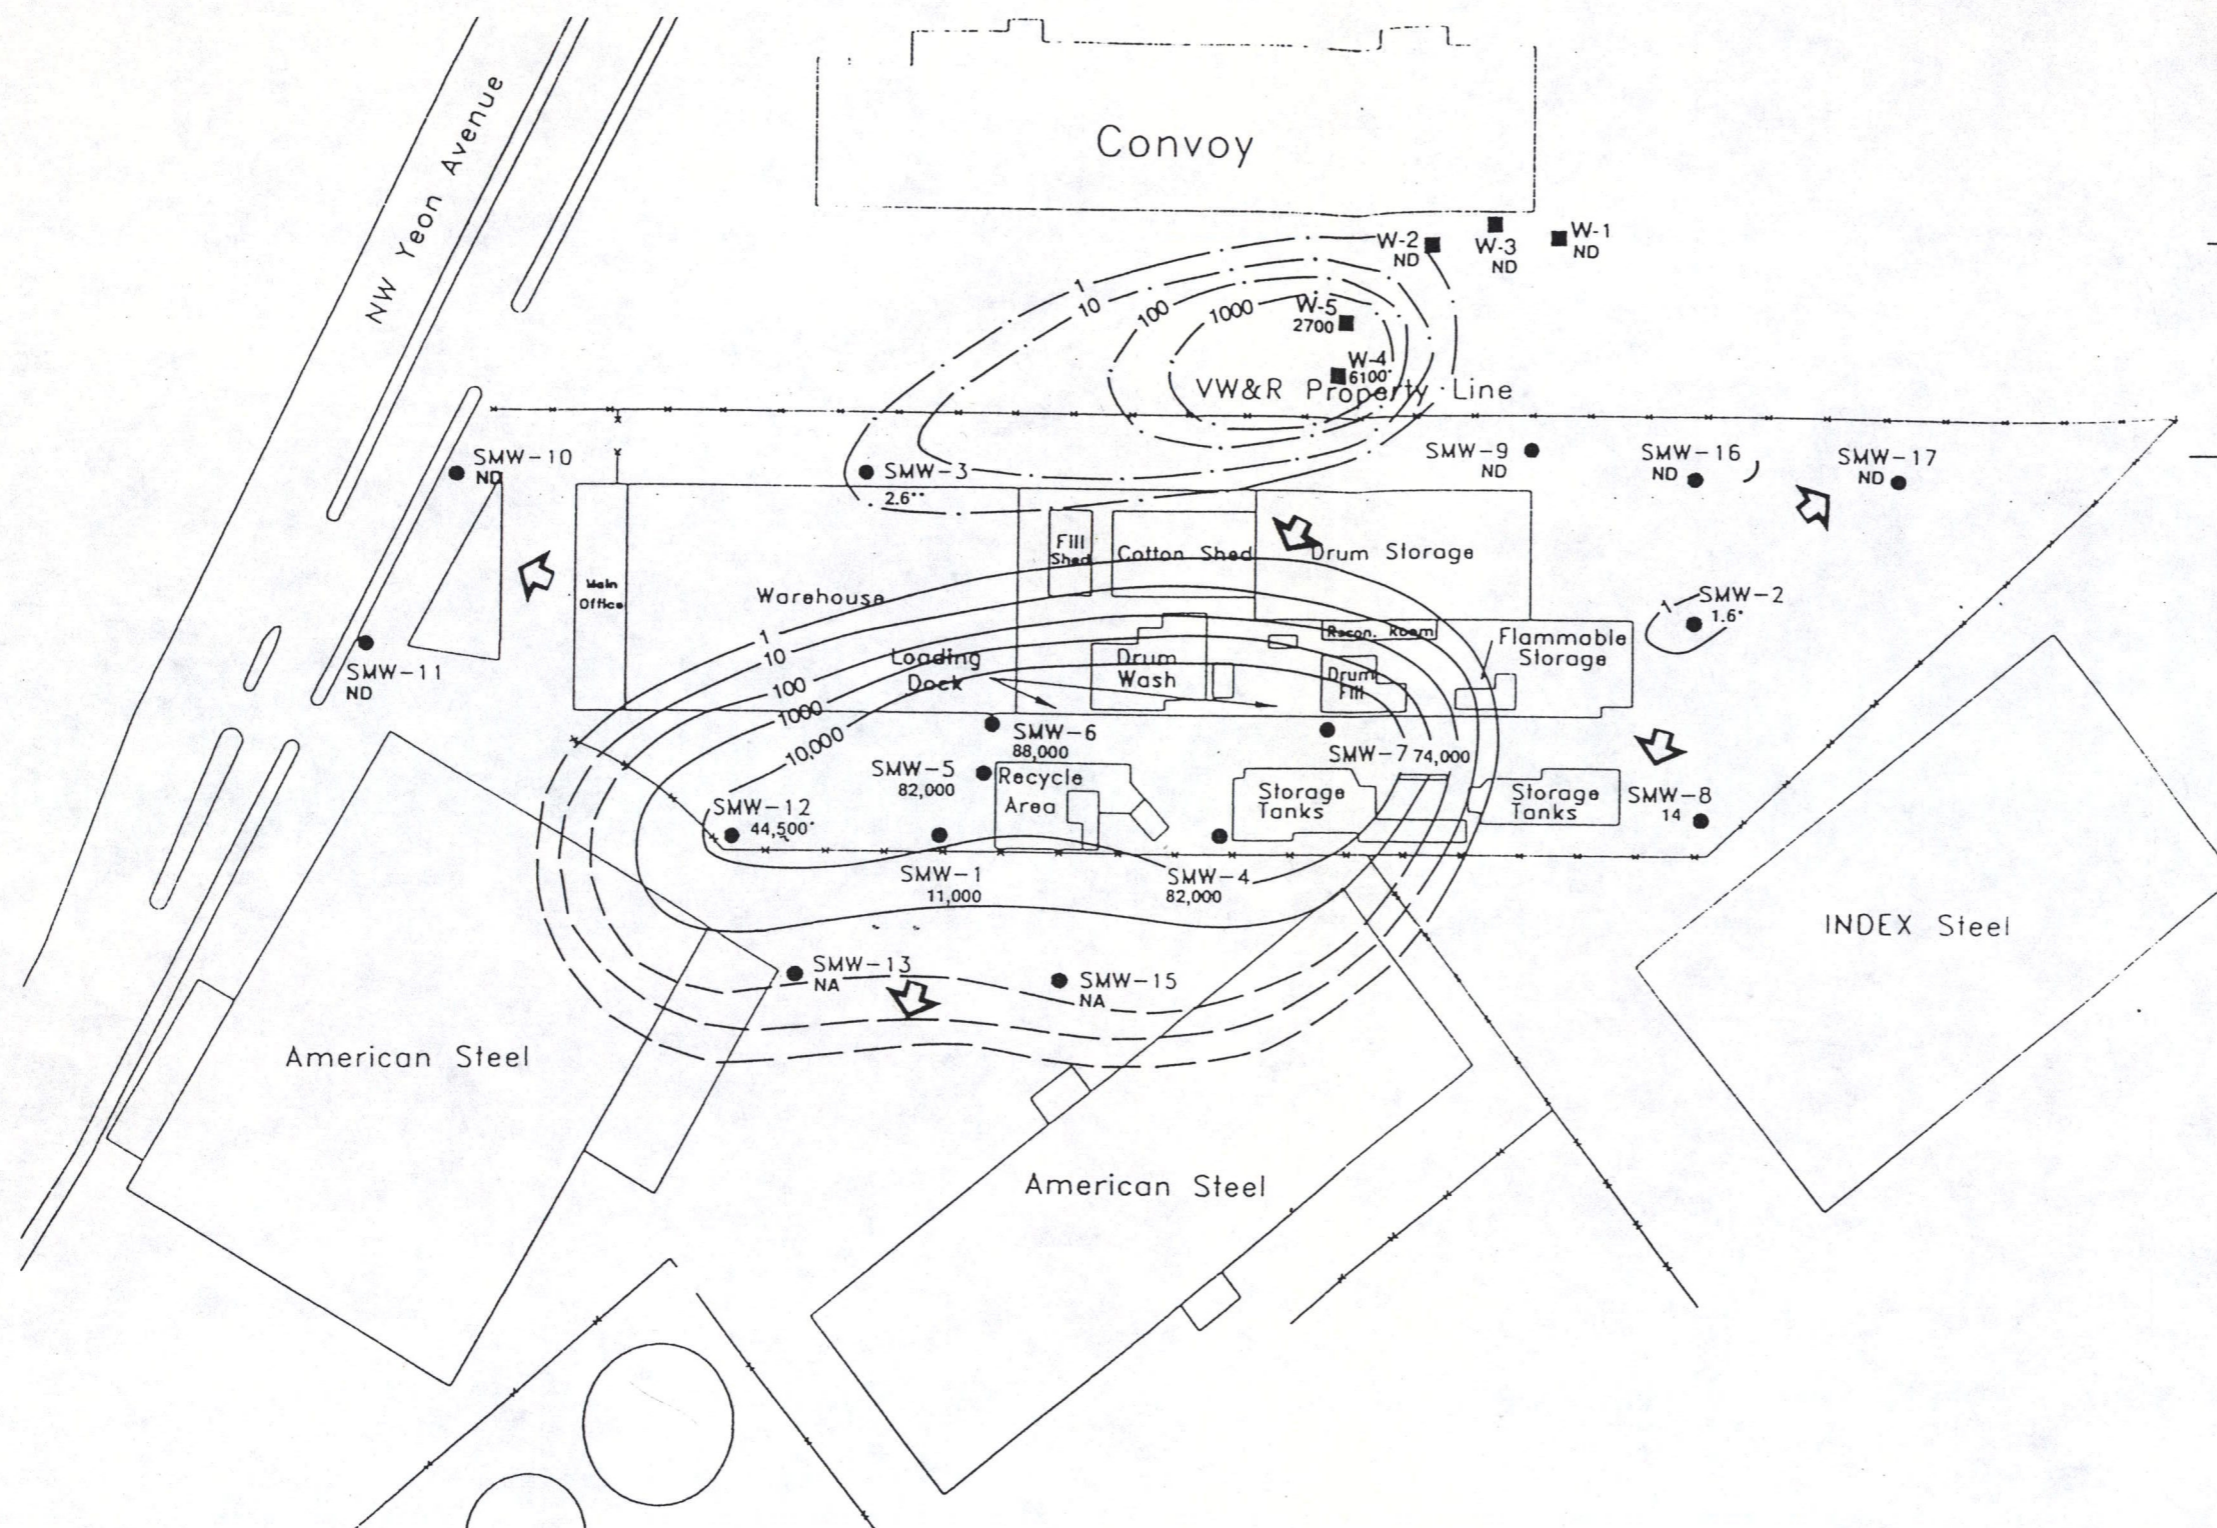 Convoy
NW Yeon Avenue
W-2
ND
W-3
ND
W-1
ND
1
10
100
1000
W-5
2700
W-4
6100*
VW&R Property Line
SMW-10
ND
SMW-3
2.6**
SMW-9
ND
SMW-16
ND
SMW-17
ND
Fill
Shed
Cotton Shed
Drum Storage
Main
Office
Warehouse
1
SMW-2
1.6*
SMW-11
ND
1
10
100
1000
10,000
Loading
Dock
Drum
Wash
Recon. Room
Drum
Fill
Flammable
Storage
SMW-6
88,000
SMW-7 74,000
SMW-5
82,000
Recycle
Area
Storage
Tanks
Storage
Tanks
SMW-8
14
SMW-12
44,500*
SMW-1
11,000
SMW-4
82,000
INDEX Steel
SMW-13
NA
SMW-15
NA
American Steel
American Steel